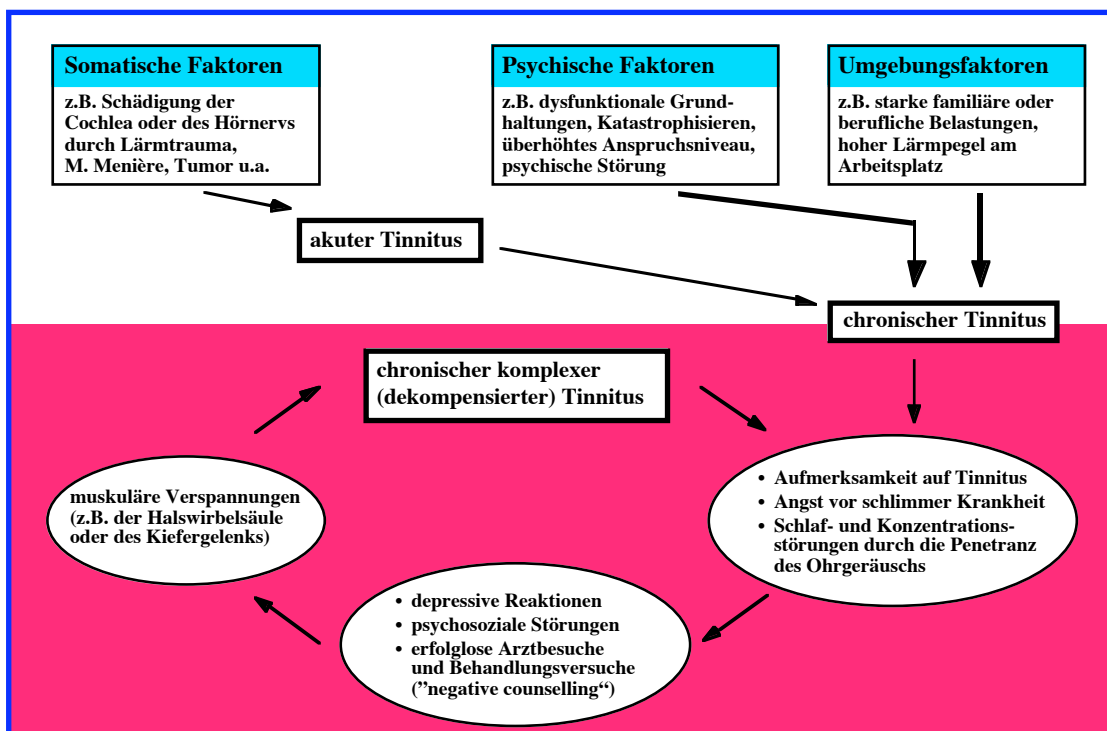 Somatische Faktoren
z.B. Schädigung der
Cochlea oder des Hörnervs
durch Lärmtrauma,
M. Menière, Tumor u.a.
Psychische Faktoren
z.B. dysfunktionale Grund-
haltungen, Katastrophisieren,
überhöhtes Anspruchsniveau,
psychische Störung
Umgebungsfaktoren
z.B. starke familiäre oder
berufliche Belastungen,
hoher Lärmpegel am
Arbeitsplatz
akuter Tinnitus
chronischer Tinnitus
chronischer komplexer
(dekompensierter) Tinnitus
• Aufmerksamkeit auf Tinnitus
• Angst vor schlimmer Krankheit
• Schlaf- und Konzentrations-
störungen durch die Penetranz
des Ohrgeräuschs
muskuläre Verspannungen
(z.B. der Halswirbelsäule
oder des Kiefergelenks)
• depressive Reaktionen
• psychosoziale Störungen
• erfolglose Arztbesuche
und Behandlungsversuche
(”negative counselling“)